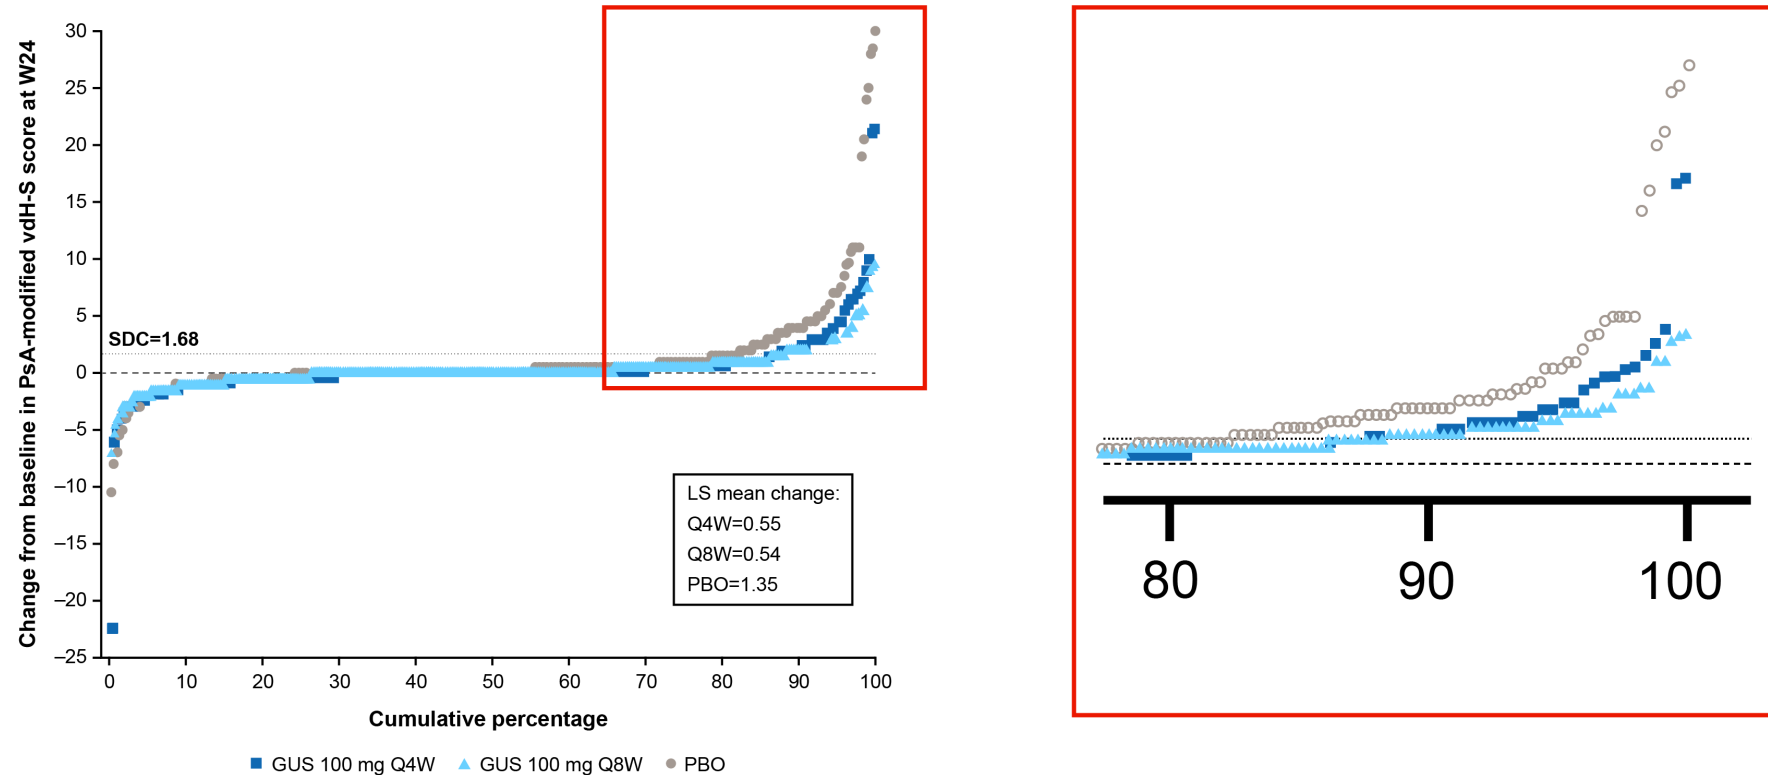 Change from baseline in PsA-modified vdH-S score at W24
30
25
20
15
10
5
0
–5
–10
–15
–20
–25
SDC=1.68
LS mean change:
Q4W=0.55
Q8W=0.54
PBO=1.35
0 10 20 30 40 50 60 70 80 90 100
Cumulative percentage
GUS 100 mg Q4W GUS 100 mg Q8W PBO
80 90 100